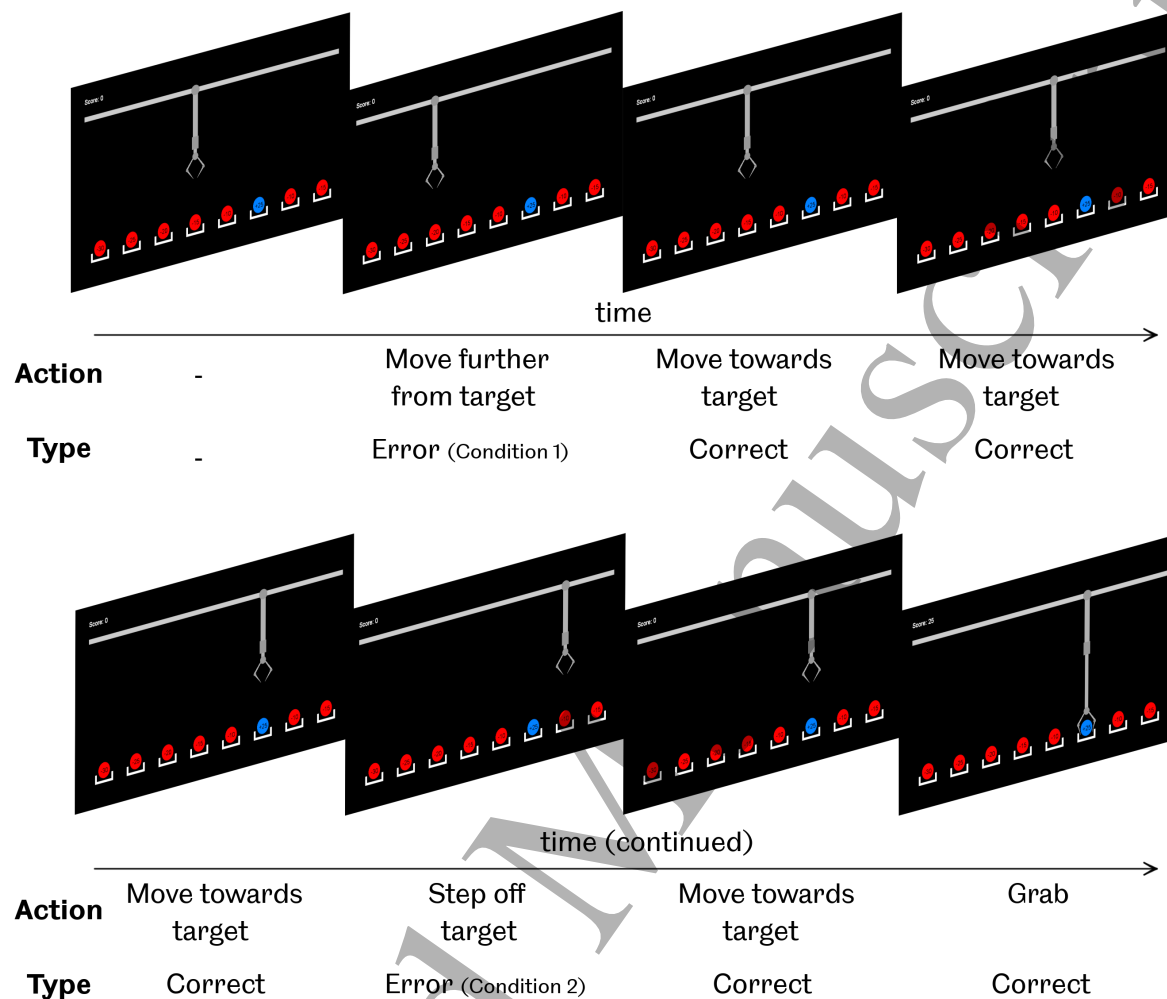 Score: 0
Score: 0
Score: 0
Score: 0
time
Action
-
Move further
from target
Move towards
target
Move towards
target
Type
-
Error (Condition 1)
Correct
Correct
Score: 0
Score: 0
Score: 0
Score: 25
time (continued)
Action
Move towards
target
Step off
target
Move towards
target
Grab
Type
Correct
Error (Condition 2)
Correct
Correct